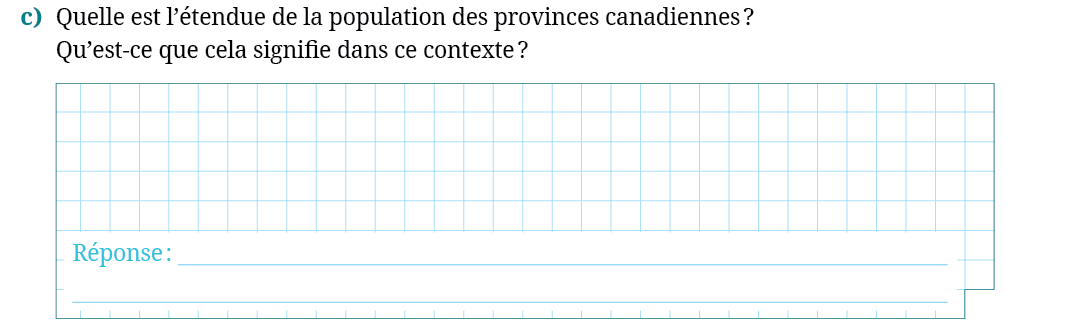 c) Quelle est l’étendue de la population des provinces canadiennes ?
Qu’est-ce que cela signifie dans ce contexte ?
Réponse :